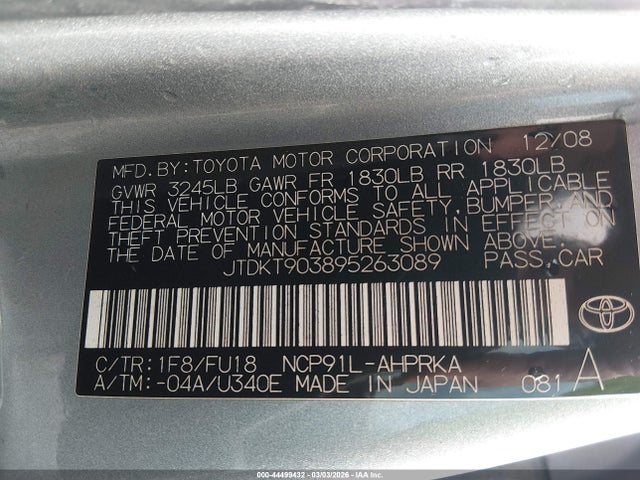 MFD.BY:TOYOTA MOTOR CORPORATION 12/08
GVWR 3245LB GAWR FR 1830LB RR 1830LB
THIS VEHICLE CONFORMS TO ALL APPLICABLE
FEDERAL MOTOR VEHICLE SAFETY,BUMPER,AND
THEFT PREVENTION STANDARDS IN EFFECT ON
THE DATE OF MANUFACTURE SHOWN ABOVE.
JTDKT903895263089 PASS.CAR
C/TR:1F8/FU18 NCP91L-AHPRKA A
A/TM:-04A/U340E MADE IN JAPAN 081
TOYOTA
000-44499432 - 03/03/2026 - IAA Inc.